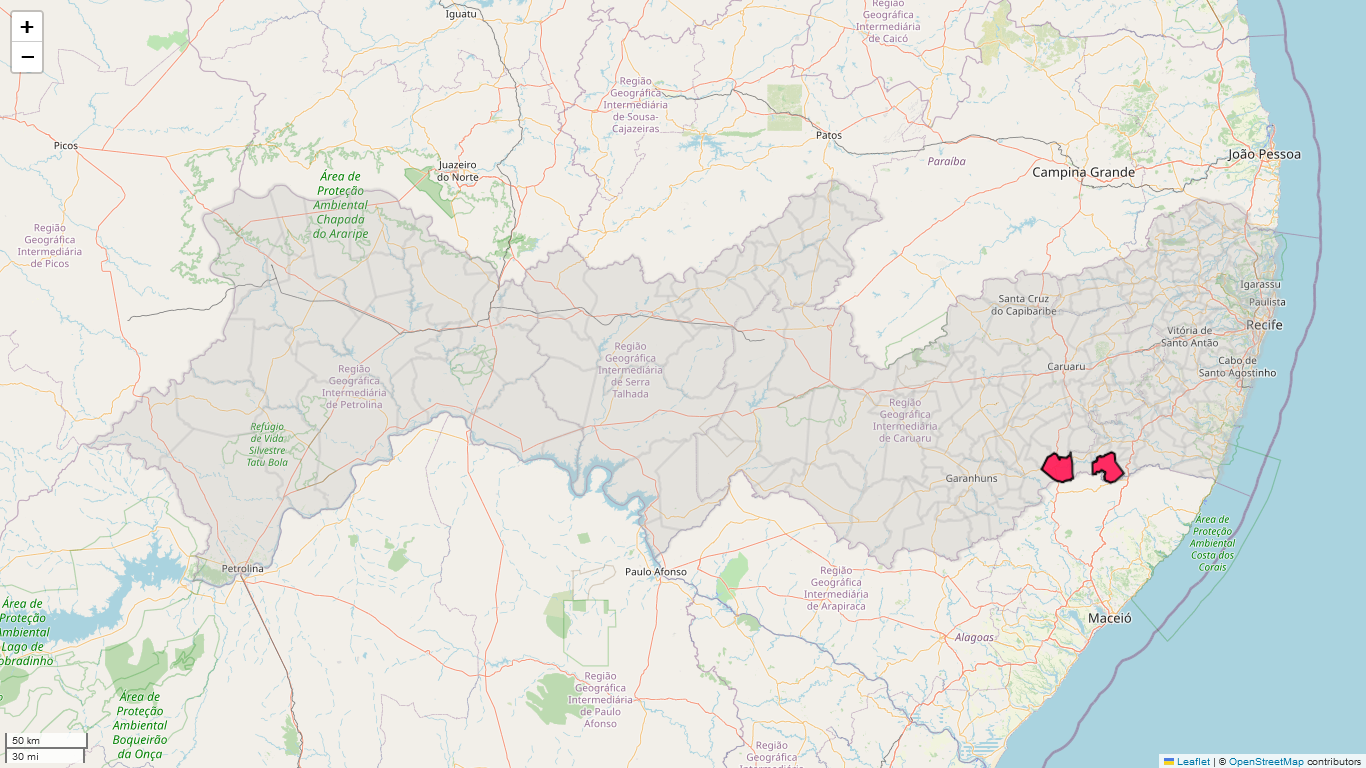 +
−
Iguatu
Região
Geográfica
Intermediária
de Caicó
Região
Geográfica
Intermediária
de Sousa-
Cajazeiras
Patos
Picos
Juazeiro
do Norte
Paraíba
João Pessoa
Campina Grande
Área de
Proteção
Ambiental
Chapada
do Araripe
Região
Geográfica
Intermediária
de Picos
Igarassu
Paulista
Recife
Santa Cruz
do Capibaribe
Vitória de
Santo Antão
Cabo de
Santo Agostinho
Caruaru
Região
Geográfica
Intermediária
de Serra
Talhada
Região
Geográfica
Intermediária
de Petrolina
Região
Geográfica
Intermediária
de Caruaru
Refúgio
de Vida
Silvestre
Tatu Bola
Garanhuns
Área de
Proteção
Ambiental
Costa dos
Corais
Petrolina
Paulo Afonso
Região
Geográfica
Intermediária
de Arapiraca
Área de
Proteção
Ambiental
Lago de
obradinho
Maceió
Alagoas
Região
Geográfica
Intermediária
de Paulo
Afonso
Área de
Proteção
Ambiental
Boqueirão
da Onça
Região
Geográfica
Intermediária
50 km
30 mi
Leaflet | © OpenStreetMap contributors